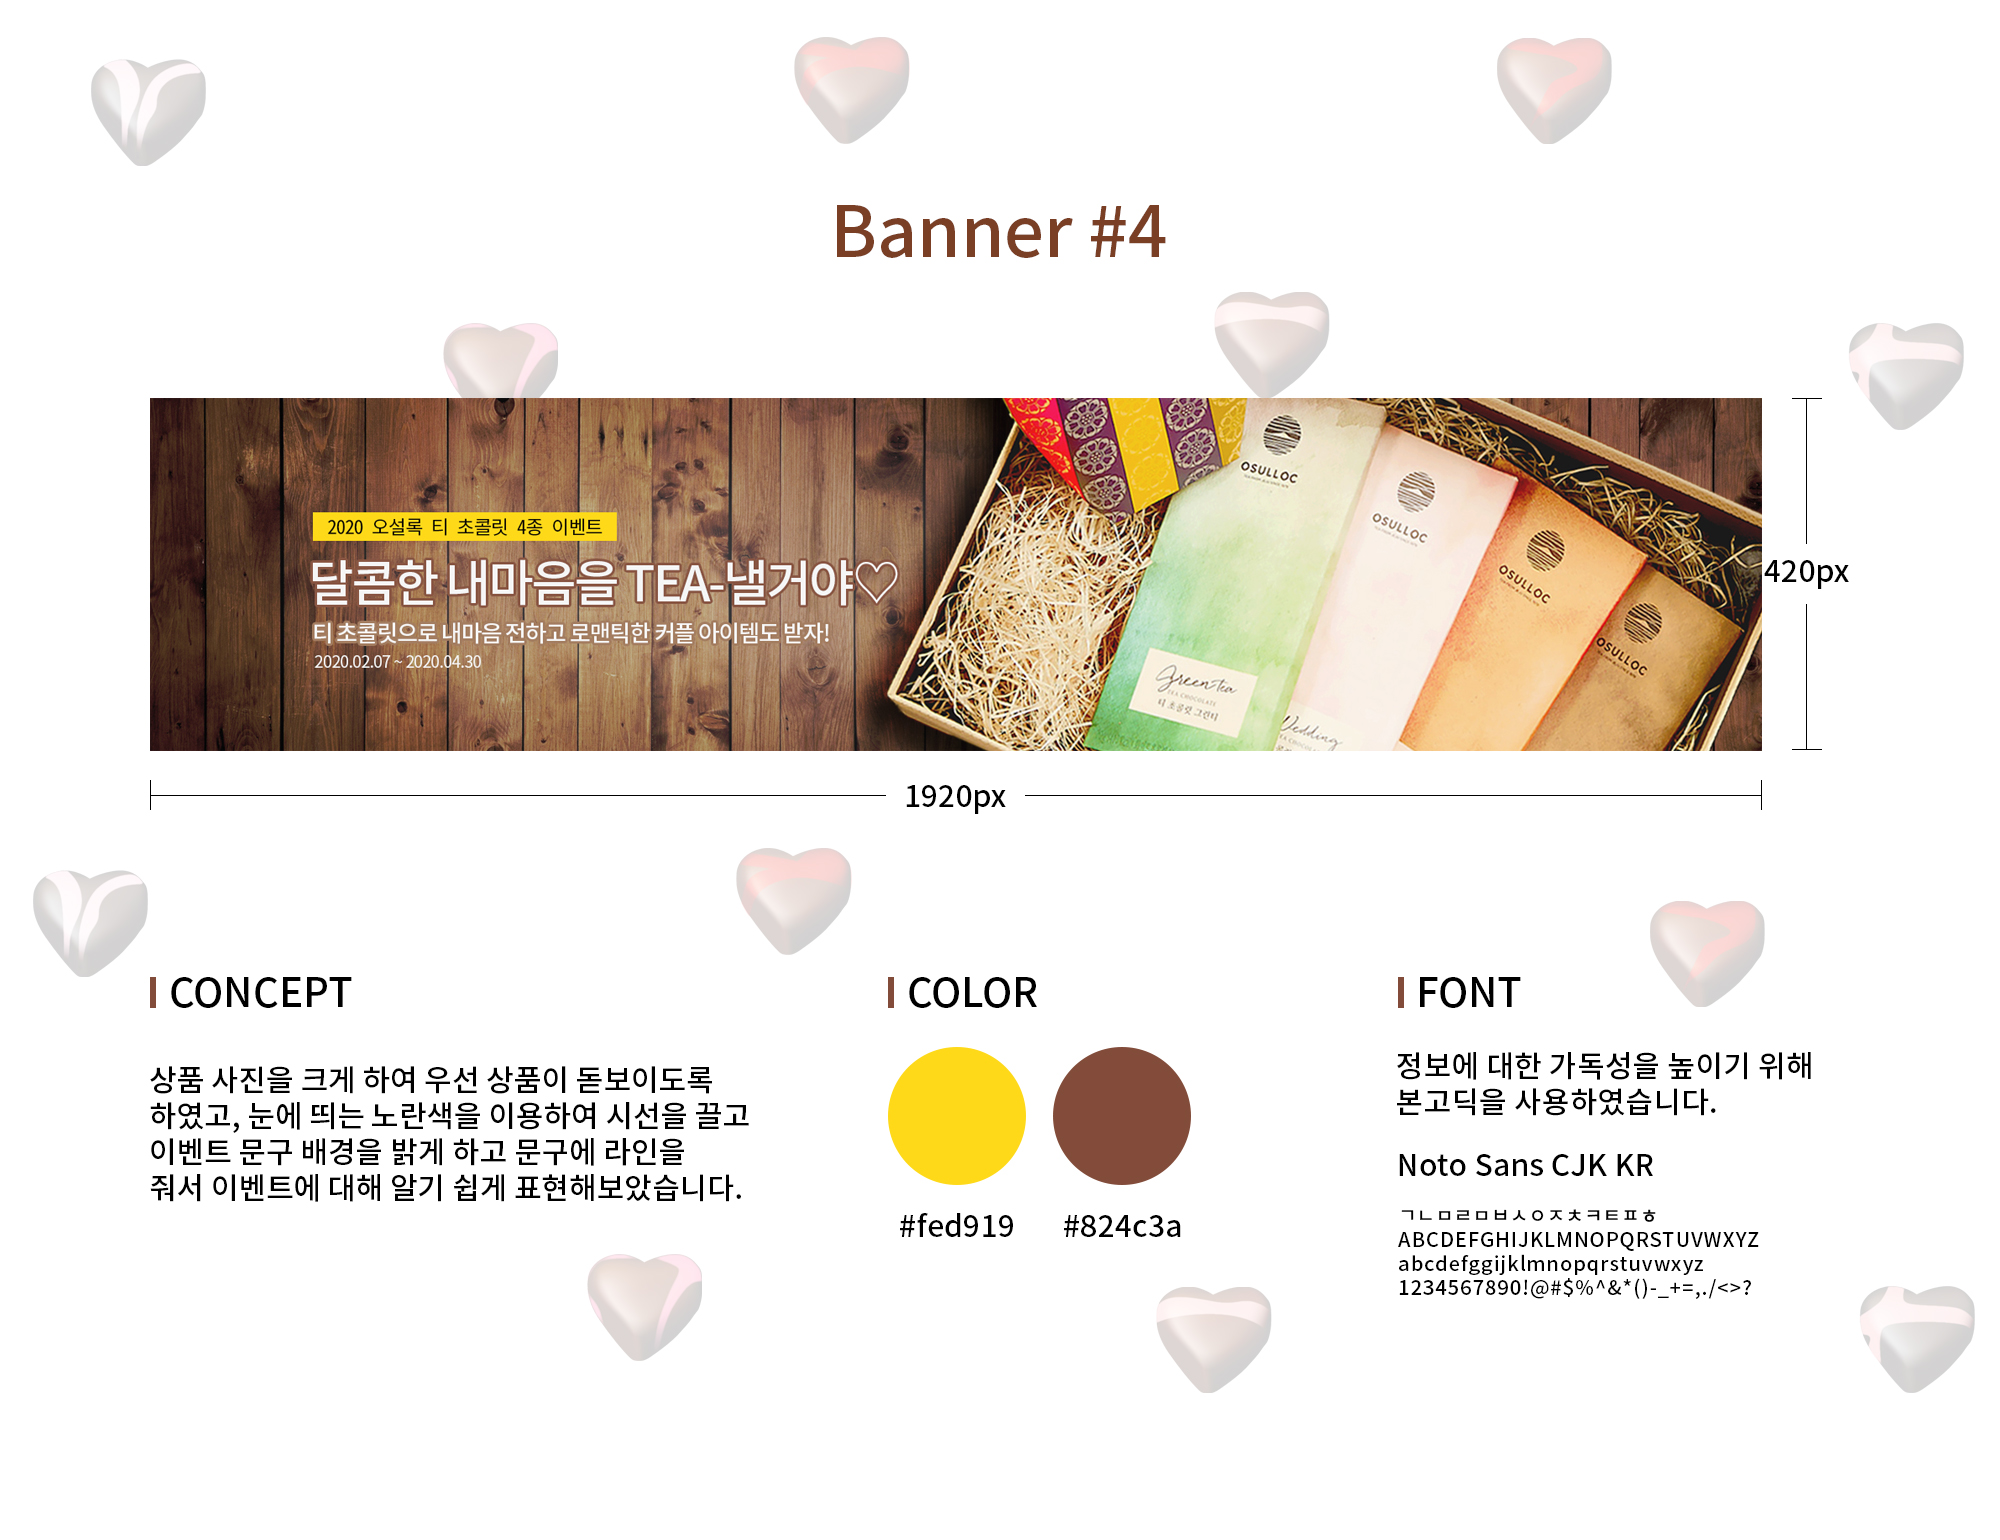 Banner #4
2020 오설록 티 초콜릿 4종 이벤트
달콤한 내마음을 TEA-낼거야♡
티 초콜릿으로 내마음 전하고 로맨틱한 커플 아이템도 받자!
2020.02.07 ~ 2020.04.30
OSULLOC
OSULLOC
OSULLOC
OSULLOC
Green tea
TEA CHOCOLATE
티 초콜릿 그린티
Wedding
420px
1920px
CONCEPT
상품 사진을 크게 하여 우선 상품이 돋보이도록
하였고, 눈에 띄는 노란색을 이용하여 시선을 끌고
이벤트 문구 배경을 밝게 하고 문구에 라인을
줘서 이벤트에 대해 알기 쉽게 표현해보았습니다.
COLOR
#fed919 #824c3a
FONT
정보에 대한 가독성을 높이기 위해
본고딕을 사용하였습니다.
Noto Sans CJK KR
ㄱㄴㅁㄹㅁㅂㅅㅇㅈㅊㅋㅌㅍㅎ
ABCDEFGHIJKLMNOPQRSTUVWXYZ
abcdefggijklmnopqrstuvwxyz
1234567890!@#$%^&*()-_+=,./<>?